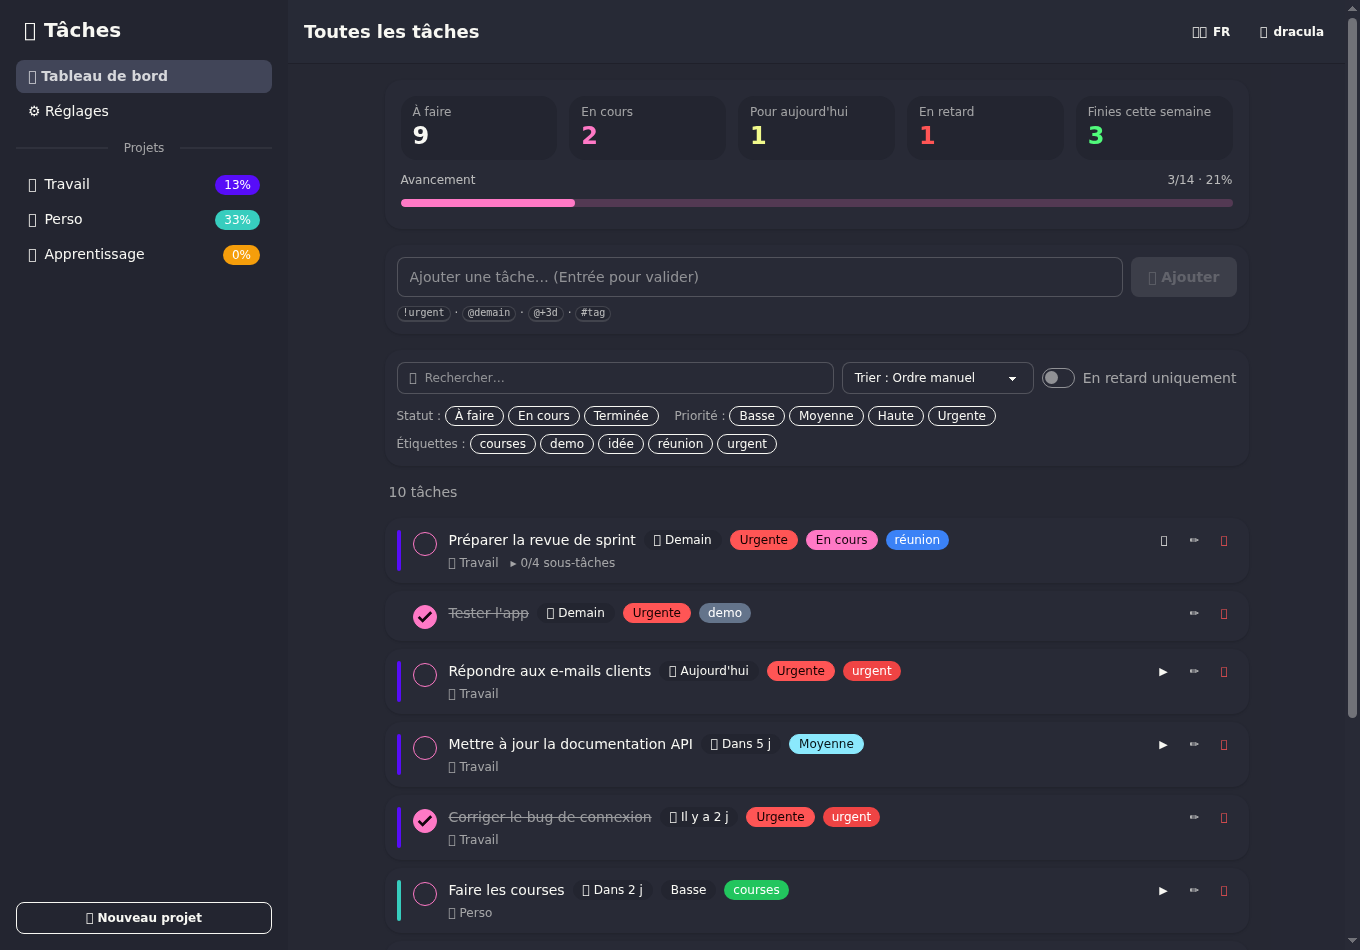 Tâches
Tableau de bord
Réglages
Projets
Travail 13%
Perso 33%
Apprentissage 0%
Nouveau projet
Toutes les tâches
FR
dracula
À faire
9
En cours
2
Pour aujourd'hui
1
En retard
1
Finies cette semaine
3
Avancement 3/14 · 21%
Ajouter une tâche… (Entrée pour valider)
Ajouter
!urgent · @demain · @+3d · #tag
Rechercher…
Trier : Ordre manuel
En retard uniquement
Statut : À faire En cours Terminée Priorité : Basse Moyenne Haute Urgente
Étiquettes : courses demo idée réunion urgent
10 tâches
Préparer la revue de sprint Demain Urgente En cours réunion
Travail ▸ 0/4 sous-tâches
Tester l'app Demain Urgente demo
Répondre aux e-mails clients Aujourd'hui Urgente urgent
Travail
Mettre à jour la documentation API Dans 5 j Moyenne
Travail
Corriger le bug de connexion Il y a 2 j Urgente urgent
Travail
Faire les courses Dans 2 j Basse courses
Perso